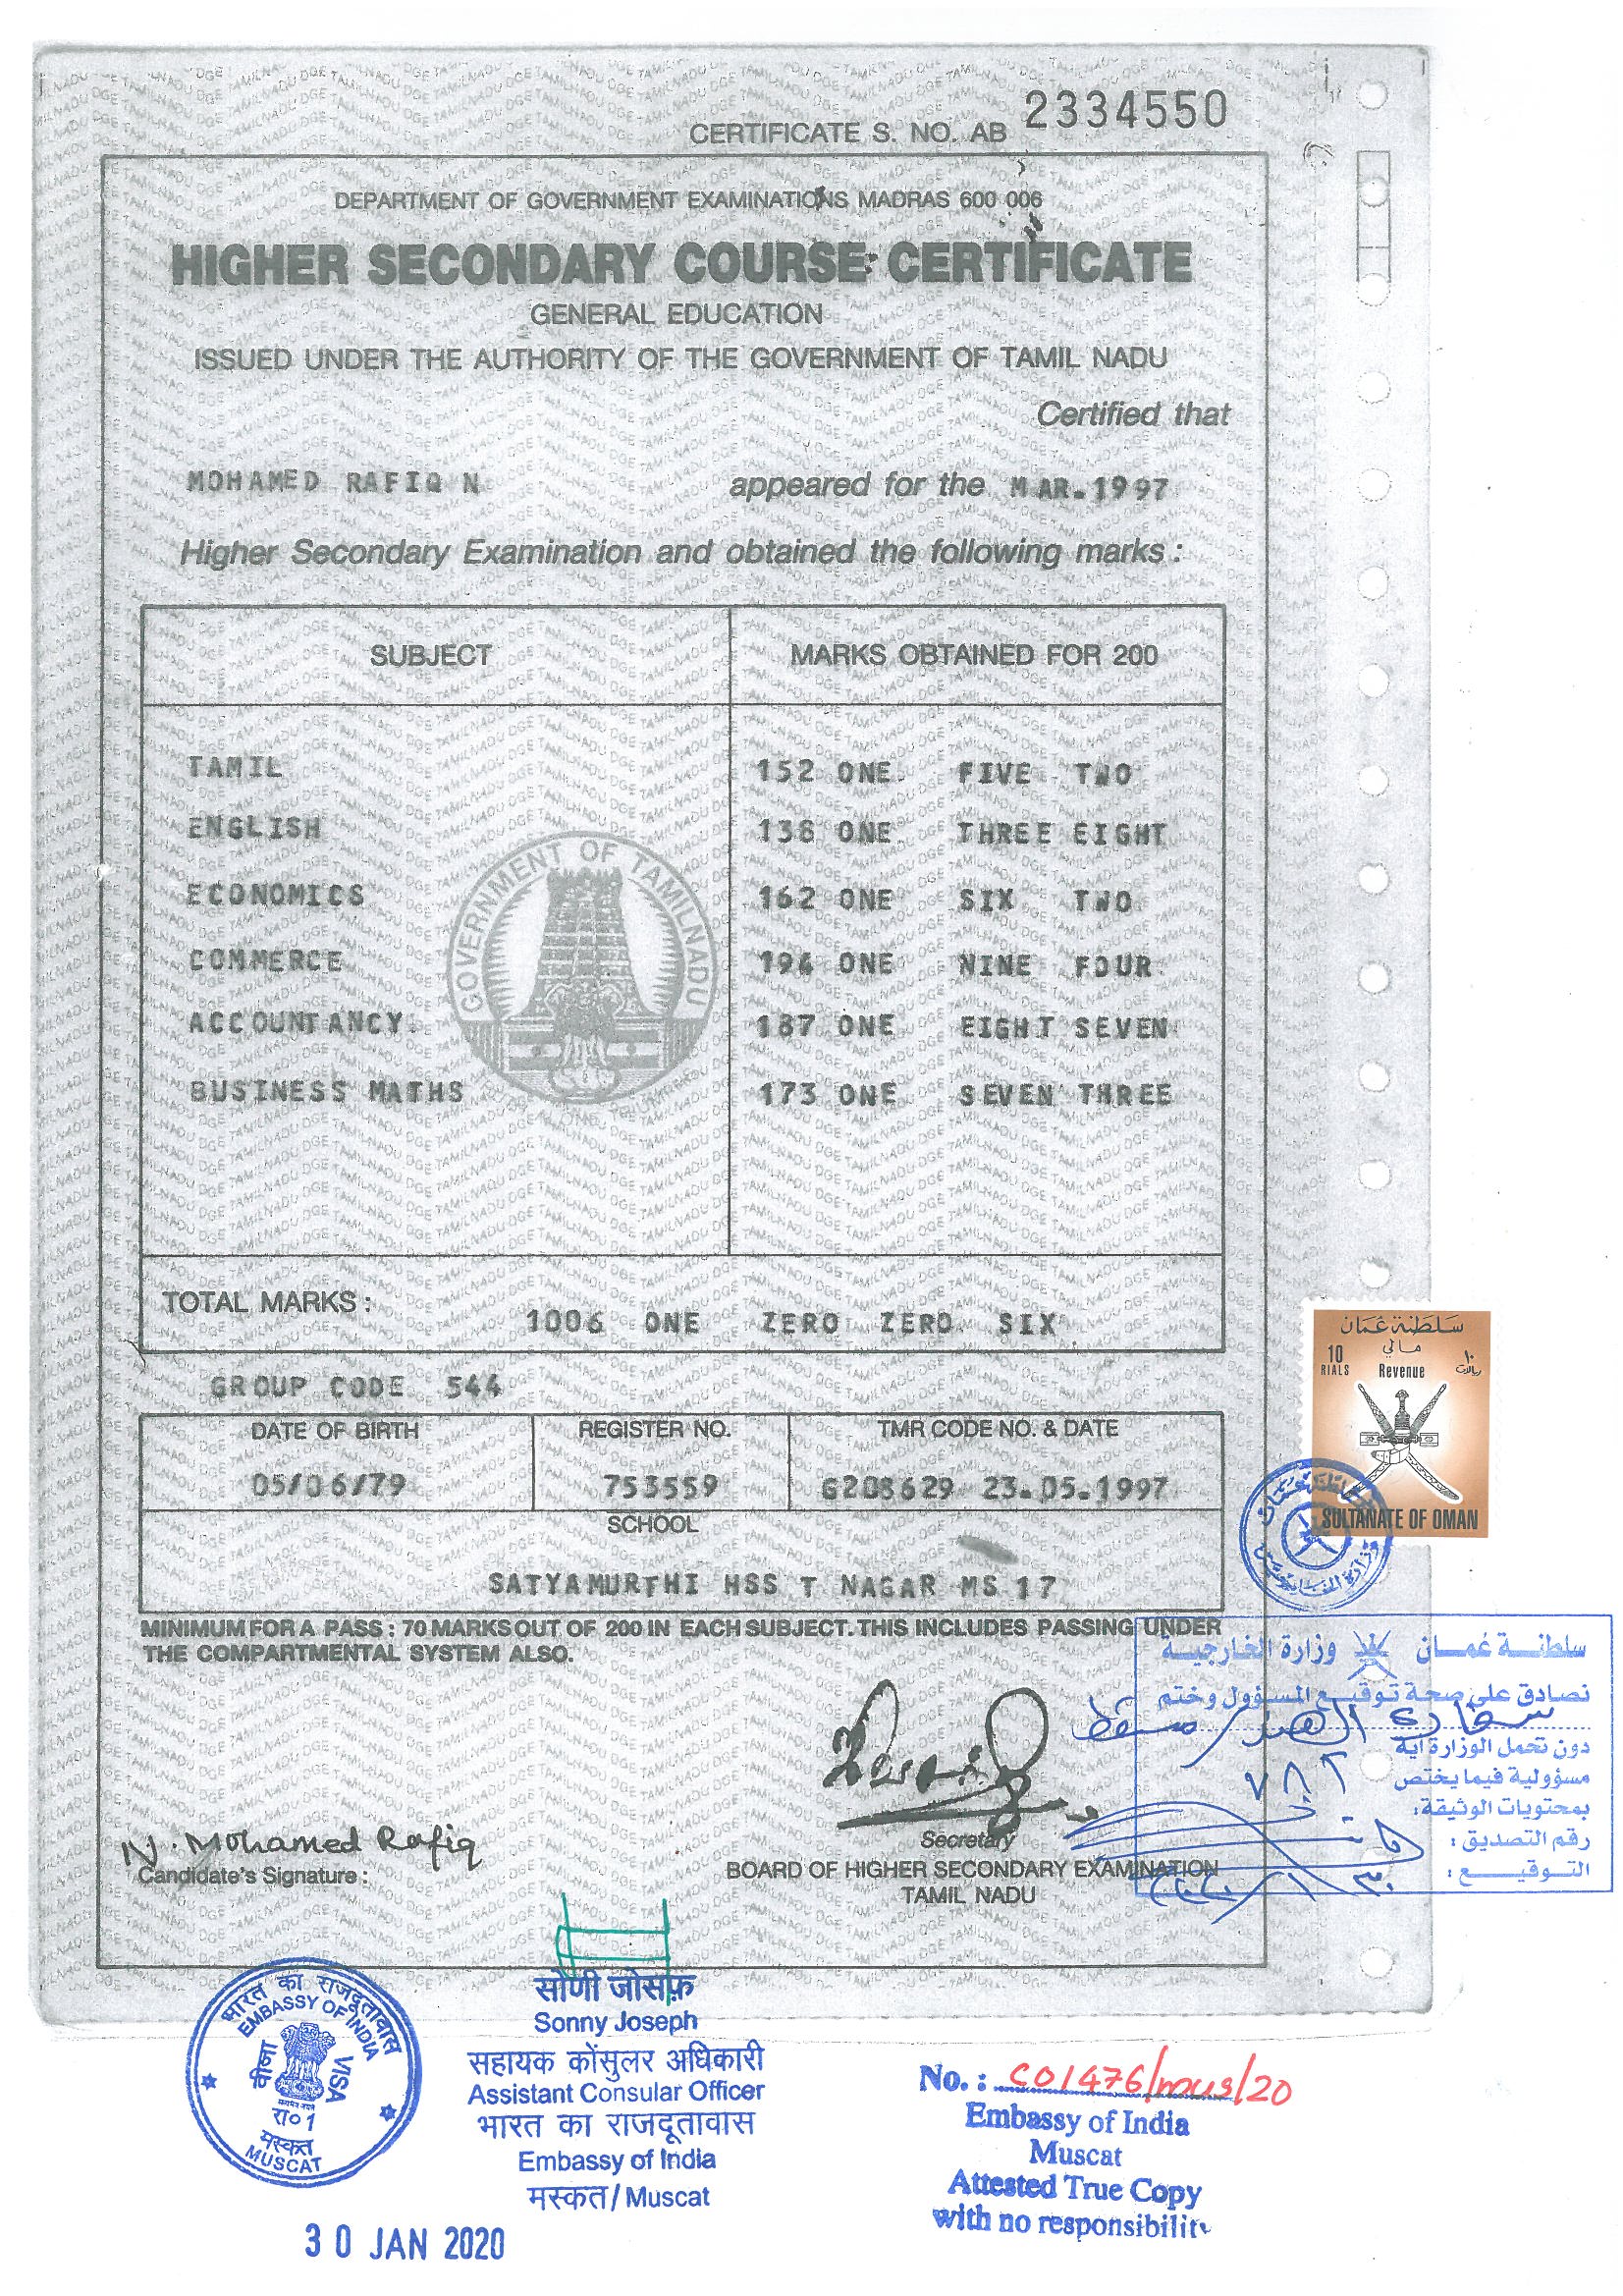 CERTIFICATE S. NO. AB 2334550
DEPARTMENT OF GOVERNMENT EXAMINATIONS MADRAS 600 006
HIGHER SECONDARY COURSE CERTIFICATE
GENERAL EDUCATION
ISSUED UNDER THE AUTHORITY OF THE GOVERNMENT OF TAMIL NADU
Certified that
MOHAMED RAFIQ N appeared for the MAR.1997
Higher Secondary Examination and obtained the following marks :
SUBJECT MARKS OBTAINED FOR 200
TAMIL 152 ONE FIVE TWO
ENGLISH 138 ONE THREE EIGHT
ECONOMICS 162 ONE SIX TWO
COMMERCE 194 ONE NINE FOUR
ACCOUNTANCY 187 ONE EIGHT SEVEN
BUSINESS MATHS 173 ONE SEVEN THREE
GOVERNMENT OF TAMILNADU
TOTAL MARKS : 1006 ONE ZERO ZERO SIX
GROUP CODE 544
DATE OF BIRTH REGISTER NO. TMR CODE NO. & DATE
05/06/79 753559 G208629 23.05.1997
SCHOOL
SATYAMURTHI HSS T NAGAR MS 17
MINIMUM FOR A PASS : 70 MARKS OUT OF 200 IN EACH SUBJECT. THIS INCLUDES PASSING UNDER
THE COMPARTMENTAL SYSTEM ALSO.
سلطنة عمان
مالي
10 ١٠
RIALS Revenue ريالات
SULTANATE OF OMAN
سلطنة عمان وزارة الخارجية
نصادق على صحة توقيع المسؤول وختم
سفارة الهند / مسقط
دون تحمل الوزارة أية
مسؤولية فيما يختص
بمحتويات الوثيقة:
رقم التصديق :
التوقيع :
N. Mohamed Rafiq
Candidate's Signature :
Secretary
BOARD OF HIGHER SECONDARY EXAMINATION
TAMIL NADU
भारत का राजदूतावास
EMBASSY OF INDIA
वीजा VISA
रा० 1
मस्कत
MUSCAT
30 JAN 2020
सोणी जोसफ़
Sonny Joseph
सहायक कोंसुलर अधिकारी
Assistant Consular Officer
भारत का राजदूतावास
Embassy of India
मस्कत / Muscat
No. : CO1476/mus/20
Embassy of India
Muscat
Attested True Copy
with no responsibility